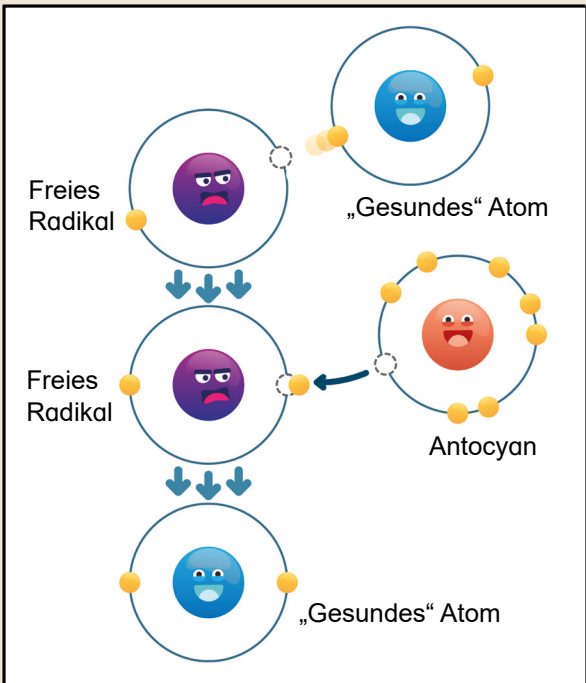 Freies
Radikal
„Gesundes“ Atom
Freies
Radikal
Antocyan
„Gesundes“ Atom